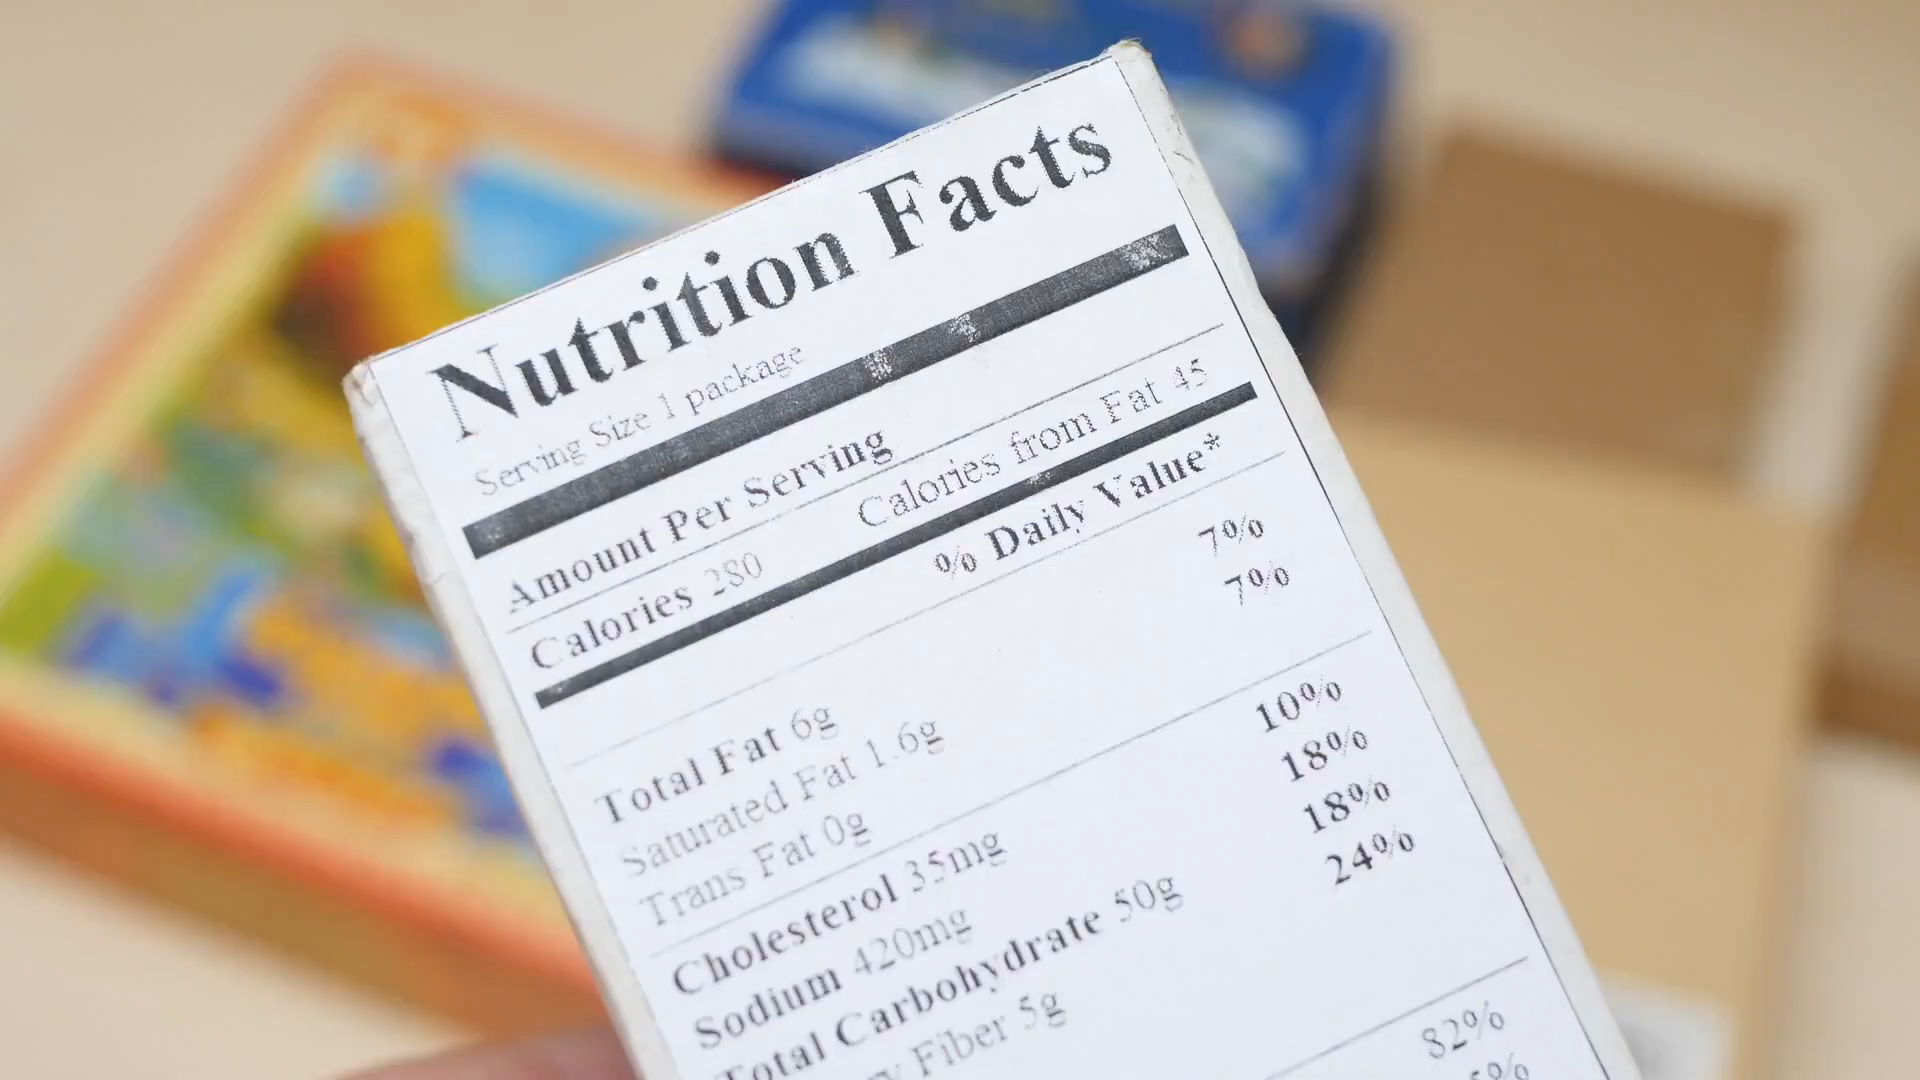 Nutrition Facts
Serving Size 1 package
Amount Per Serving
Calories 280 Calories from Fat 45
% Daily Value*
Total Fat 6g 7%
Saturated Fat 1.6g 7%
Trans Fat 0g
Cholesterol 35mg 10%
Sodium 420mg 18%
Total Carbohydrate 50g 18%
Fiber 5g 24%
82%